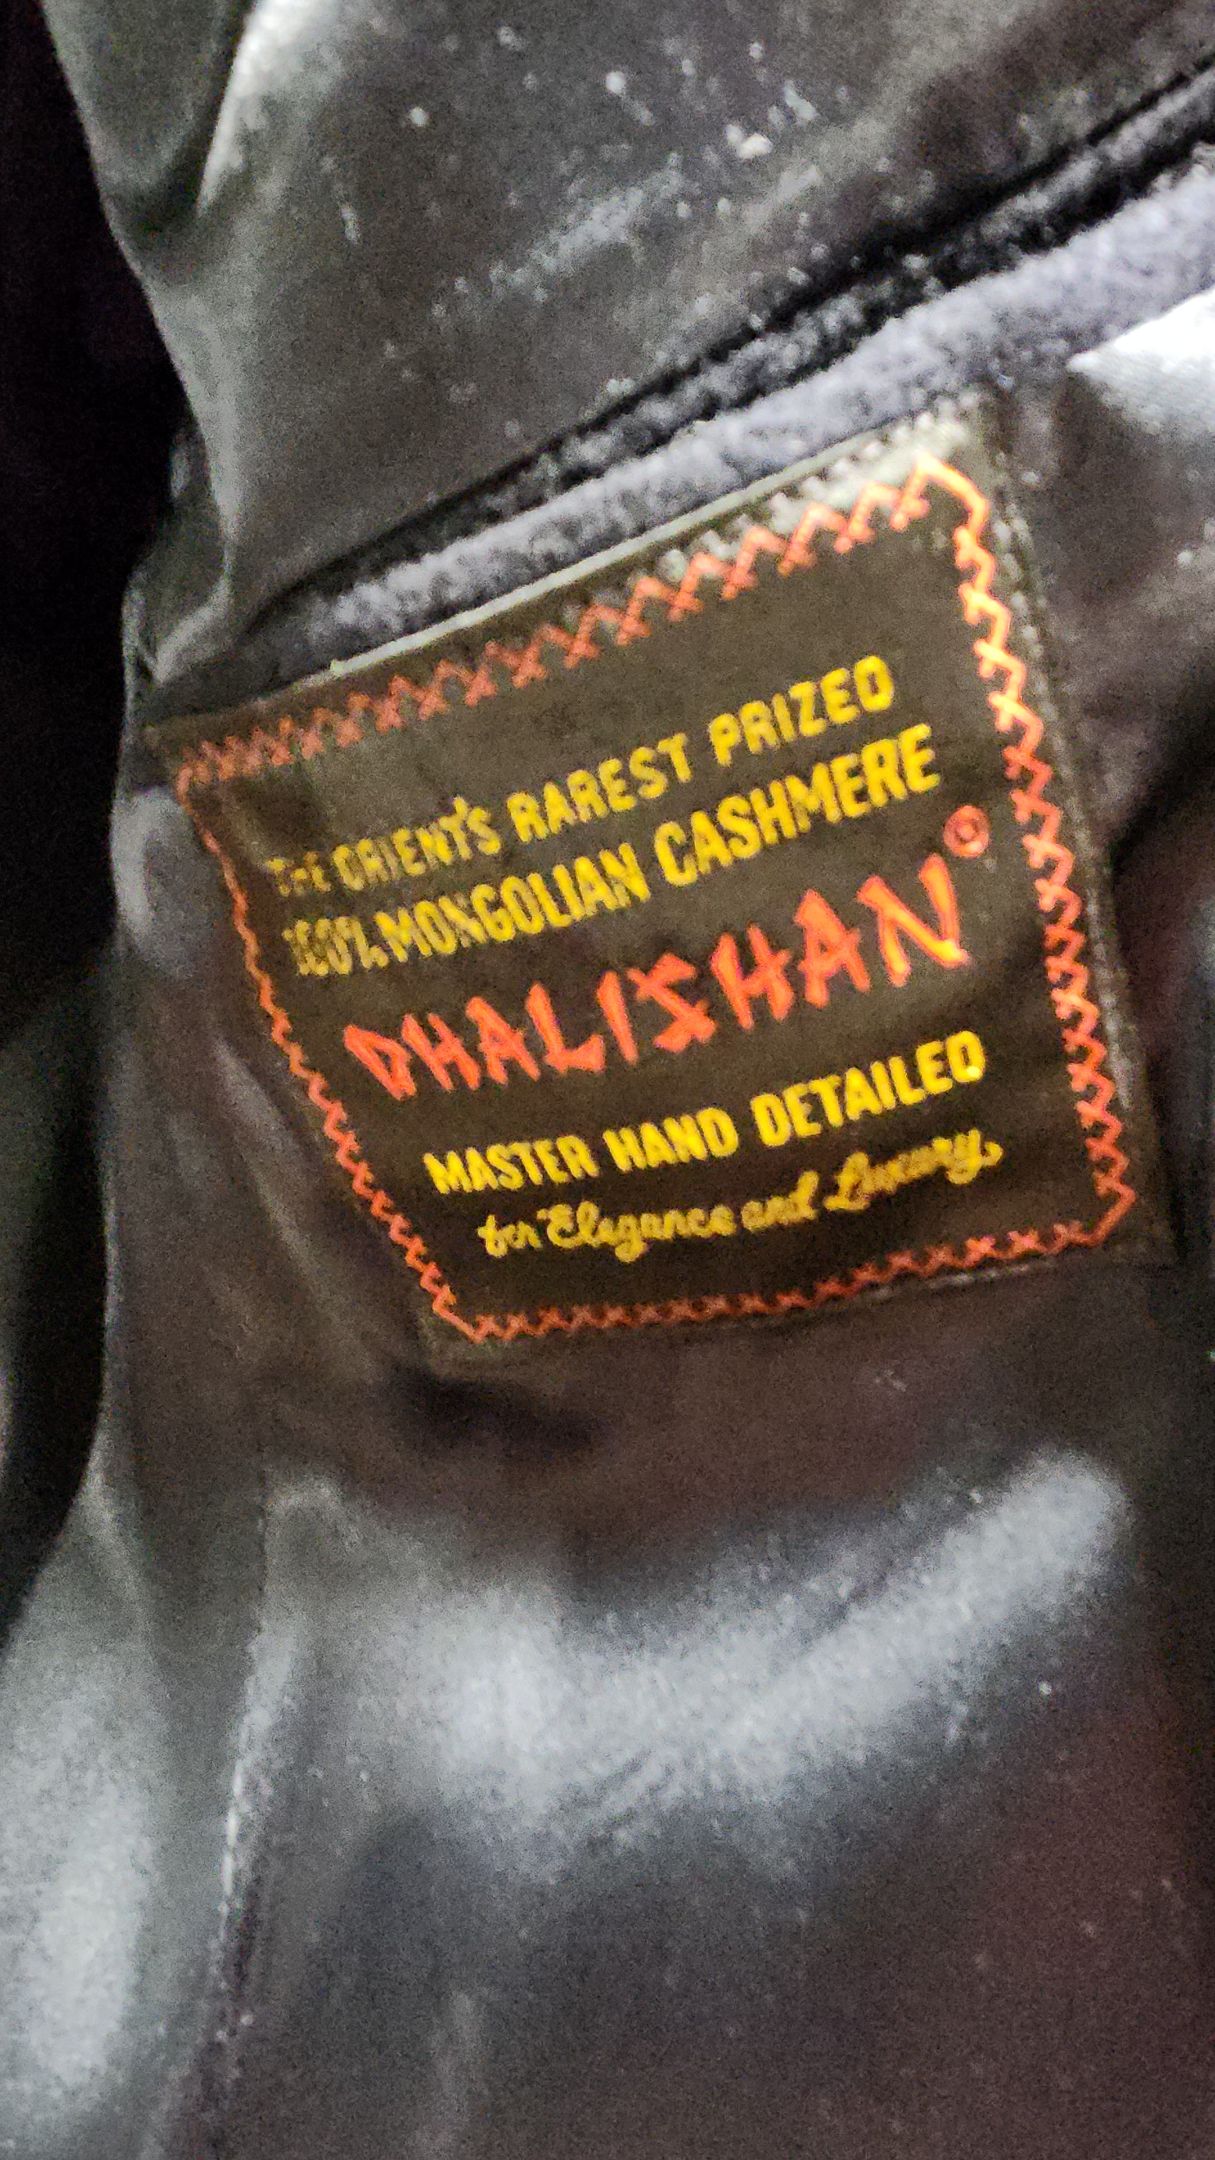 THE ORIENT'S RAREST PRIZED
100% MONGOLIAN CASHMERE
DHALISHAN ©
MASTER HAND DETAILED
for Elegance and Luxury